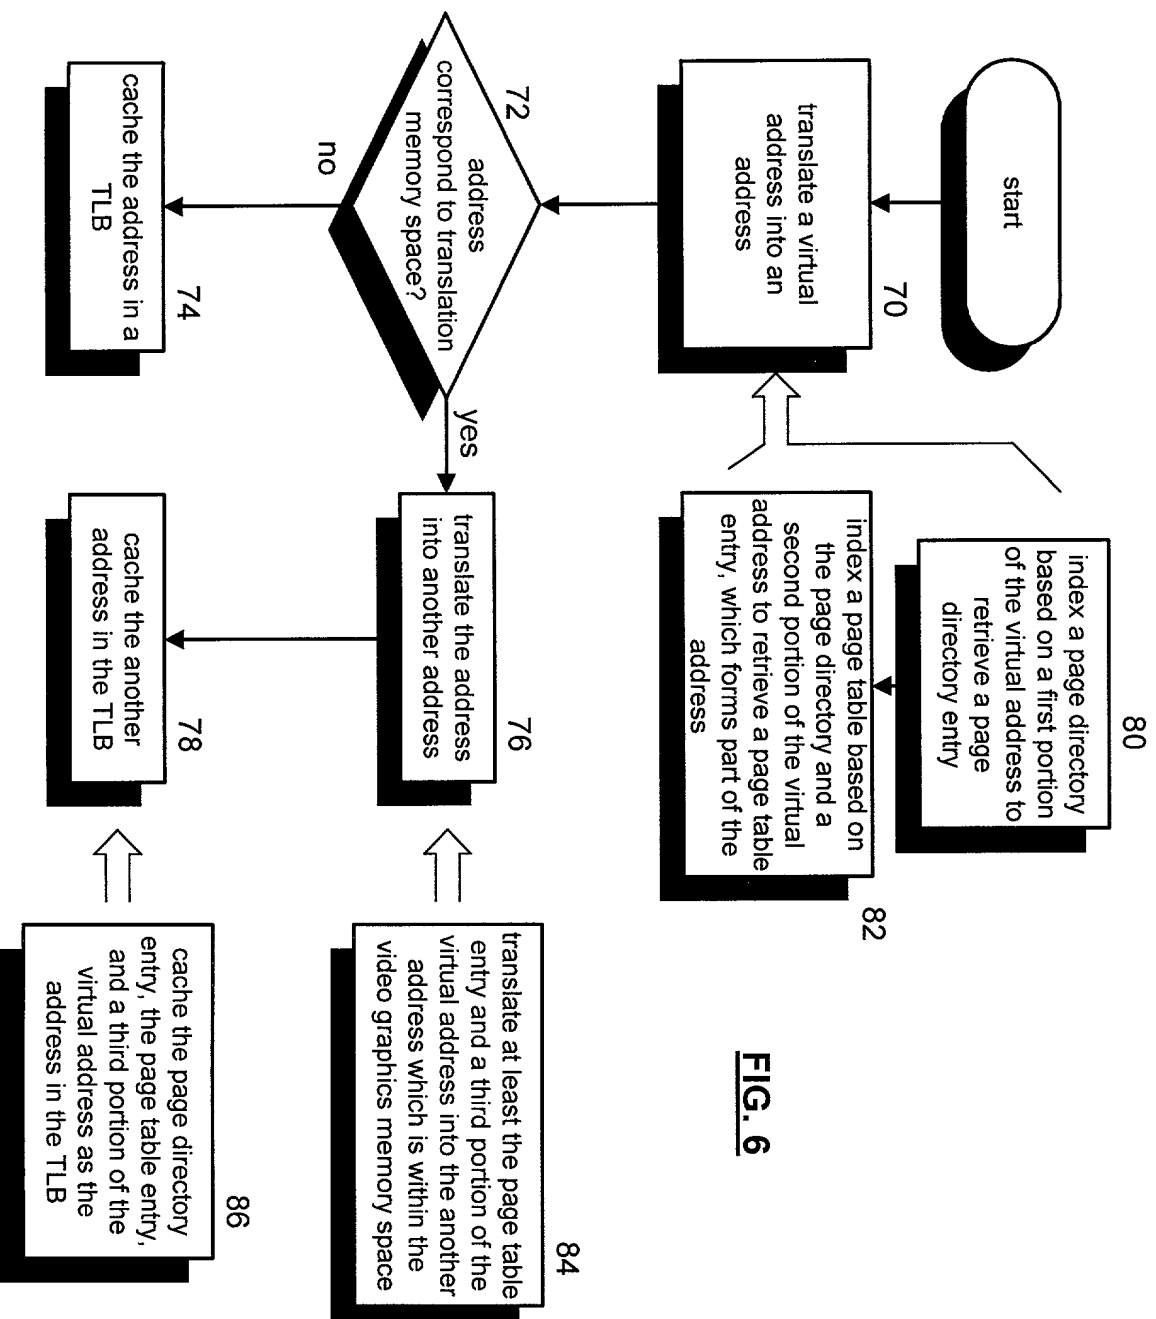 start
70
translate a virtual
address into an
address
72
address
correspond to translation
memory space?
no
yes
74
cache the address in a
TLB
76
translate the address
into another address
78
cache the another
address in the TLB
80
index a page directory
based on a first portion
of the virtual address to
retrieve a page
directory entry
82
index a page table based on
the page directory and a
second portion of the virtual
address to retrieve a page table
entry, which forms part of the
address
84
translate at least the page table
entry and a third portion of the
virtual address into the another
address which is within the
video graphics memory space
86
cache the page directory
entry, the page table entry,
and a third portion of the
virtual address as the
address in the TLB
FIG. 6